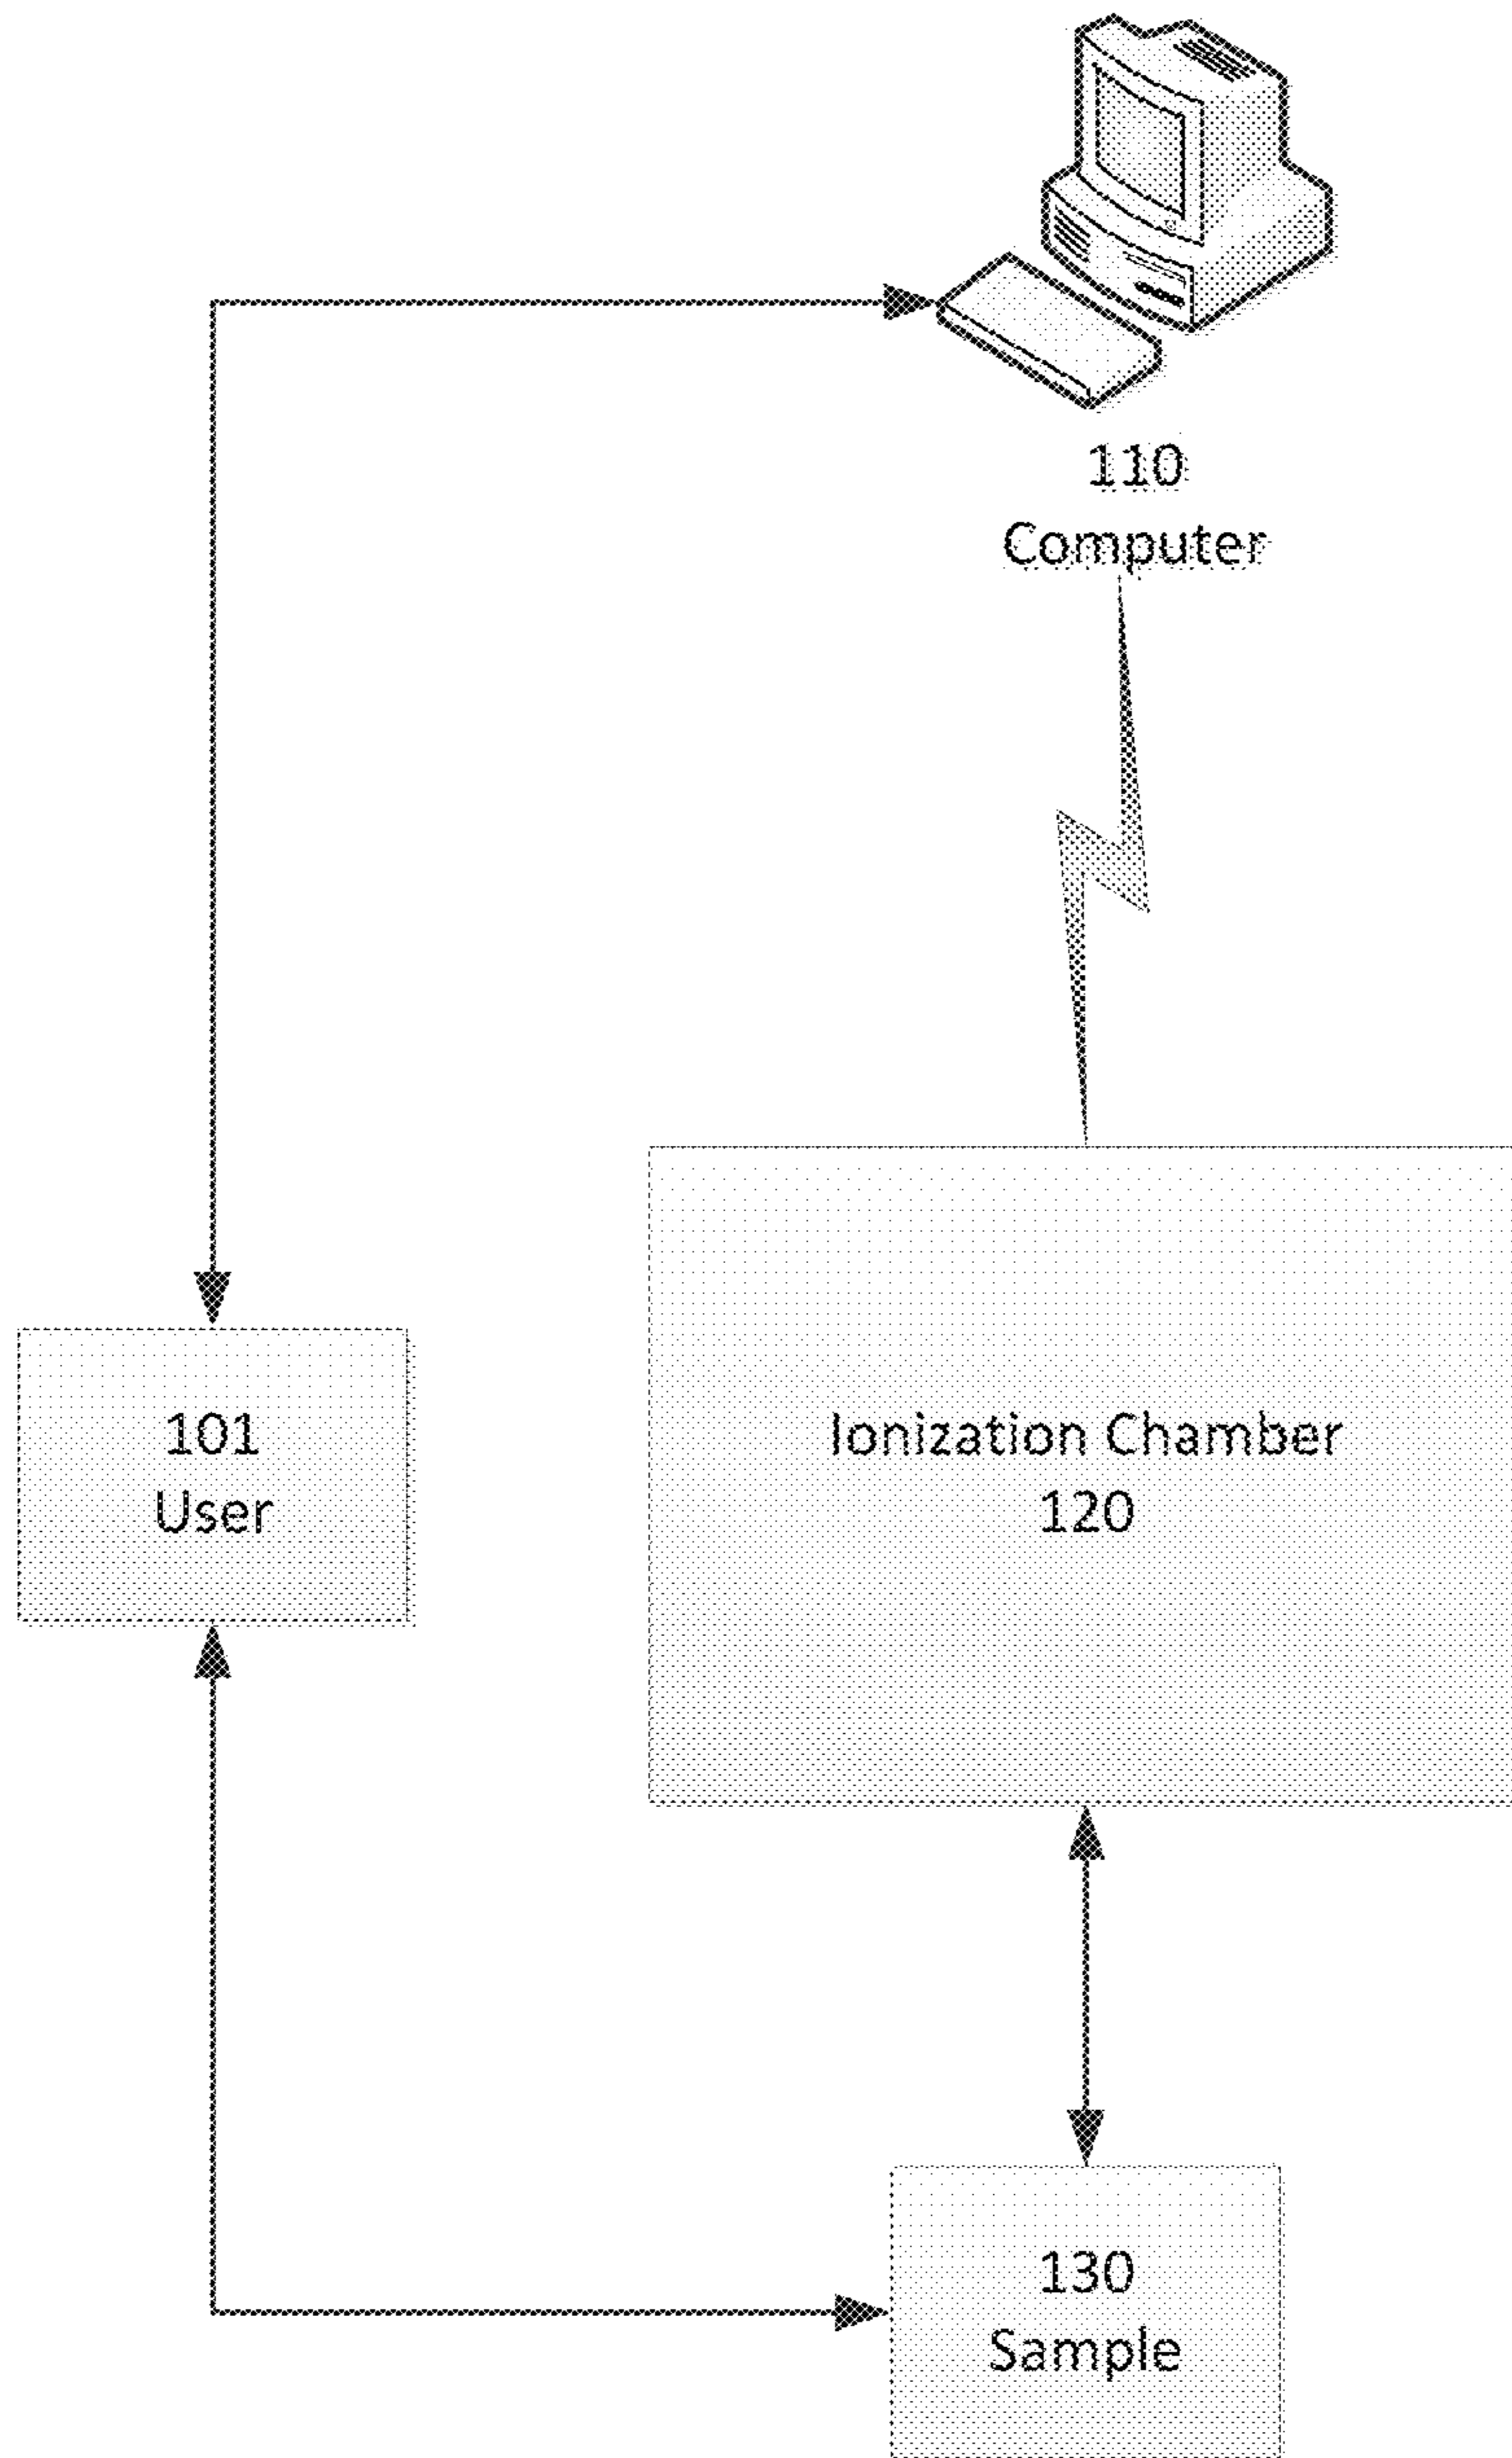 110
Computer
101
User
Ionization Chamber
120
130
Sample